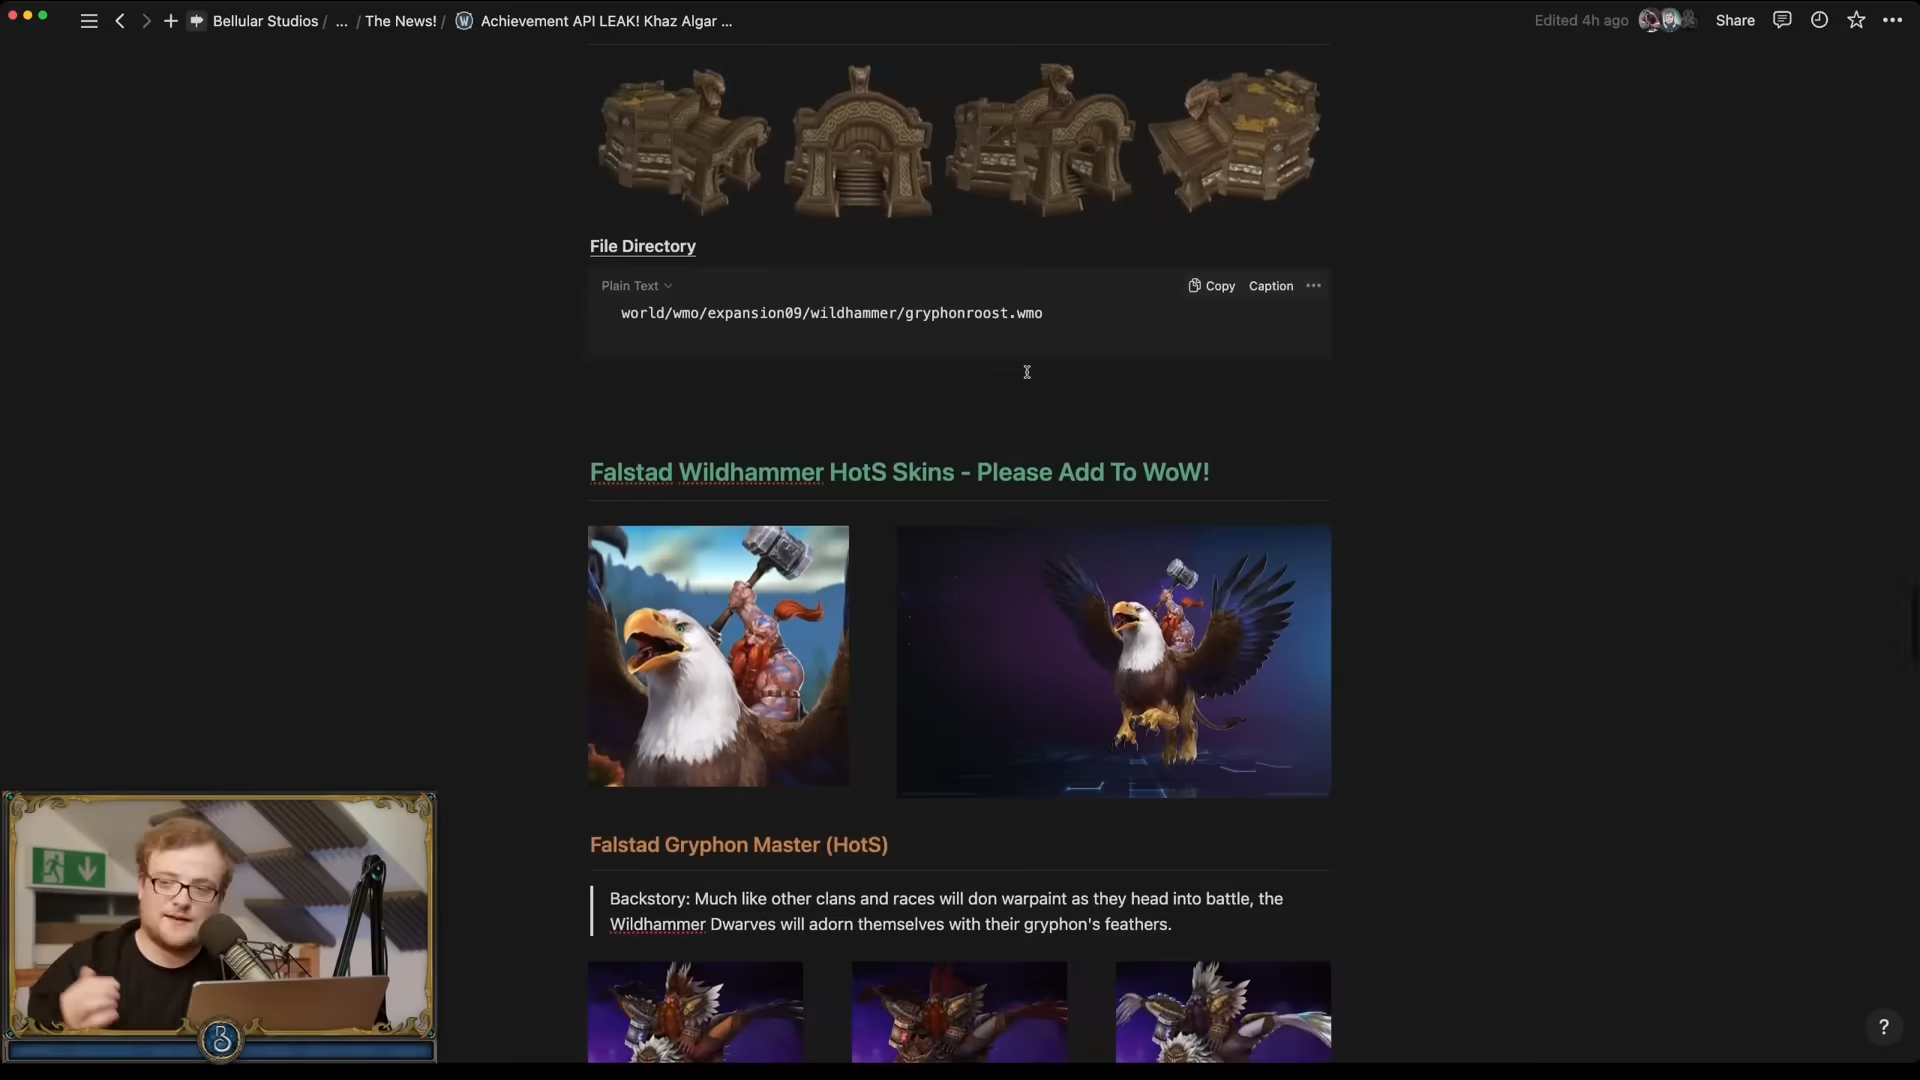 Bellular Studios / ... / The News! / Achievement API LEAK! Khaz Algar ...
Edited 4h ago
Share
File Directory
Plain Text
Copy
Caption
world/wmo/expansion09/wildhammer/gryphonroost.wmo
Falstad Wildhammer HotS Skins - Please Add To WoW!
Falstad Gryphon Master (HotS)
Backstory: Much like other clans and races will don warpaint as they head into battle, the
Wildhammer Dwarves will adorn themselves with their gryphon's feathers.
B
?